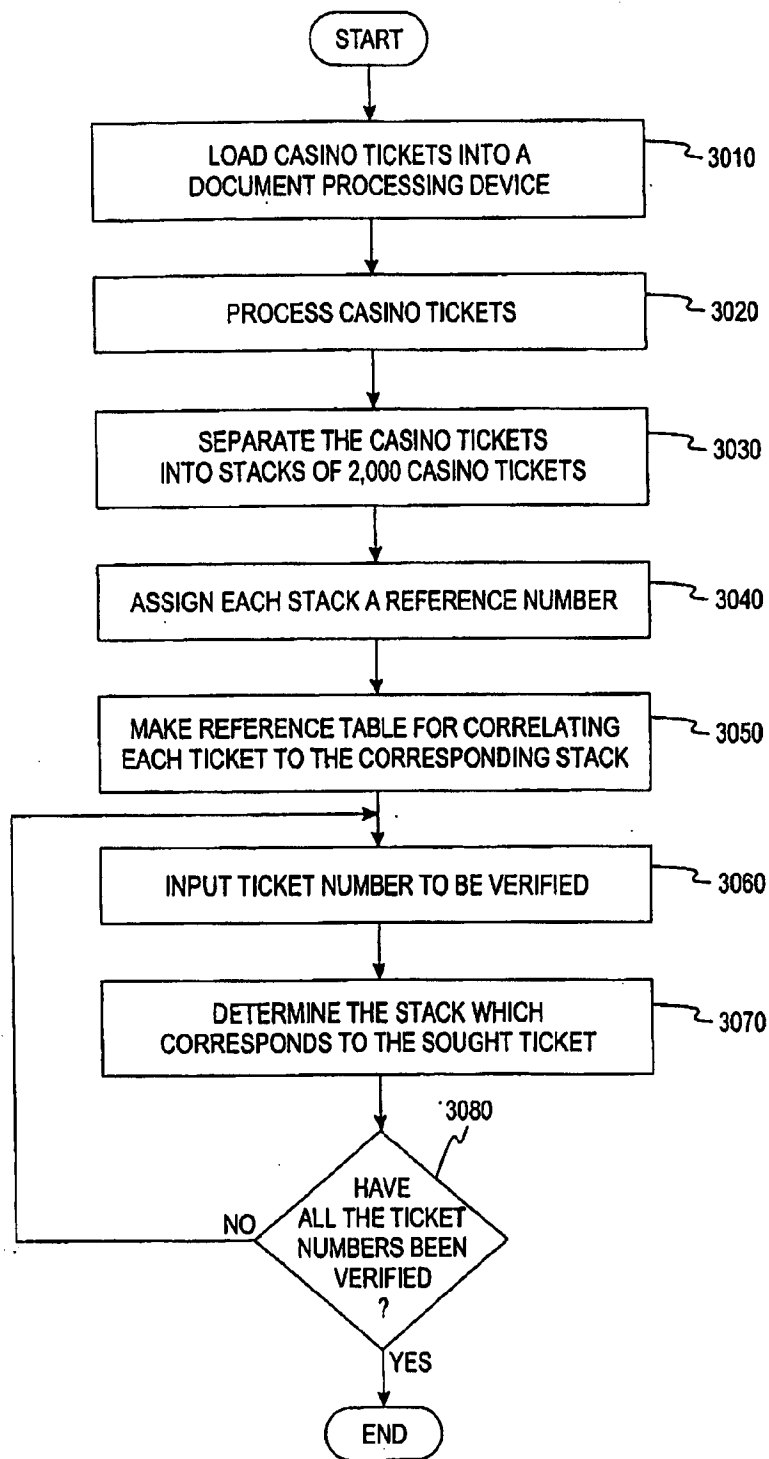 START
LOAD CASINO TICKETS INTO A
DOCUMENT PROCESSING DEVICE
3010
PROCESS CASINO TICKETS
3020
SEPARATE THE CASINO TICKETS
INTO STACKS OF 2,000 CASINO TICKETS
3030
ASSIGN EACH STACK A REFERENCE NUMBER
3040
MAKE REFERENCE TABLE FOR CORRELATING
EACH TICKET TO THE CORRESPONDING STACK
3050
INPUT TICKET NUMBER TO BE VERIFIED
3060
DETERMINE THE STACK WHICH
CORRESPONDS TO THE SOUGHT TICKET
3070
3080
HAVE
ALL THE TICKET
NUMBERS BEEN
VERIFIED
?
NO
YES
END